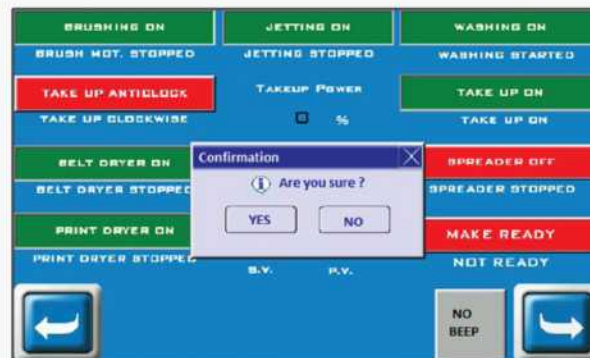 BRUSHING ON
JETTING ON
WASHING ON
BRUSH MOT. STOPPED
JETTING STOPPED
WASHING STARTED
TAKE UP ANTICLOCK
TAKEUP POWER
TAKE UP ON
TAKE UP CLOCKWISE
%
TAKE UP ON
Confirmation
Are you sure ?
YES
NO
BELT DRYER ON
SPREADER OFF
BELT DRYER STOPPED
SPREADER STOPPED
PRINT DRYER ON
MAKE READY
PRINT DRYER STOPPED
S.V.
P.V.
NOT READY
NO
BEEP